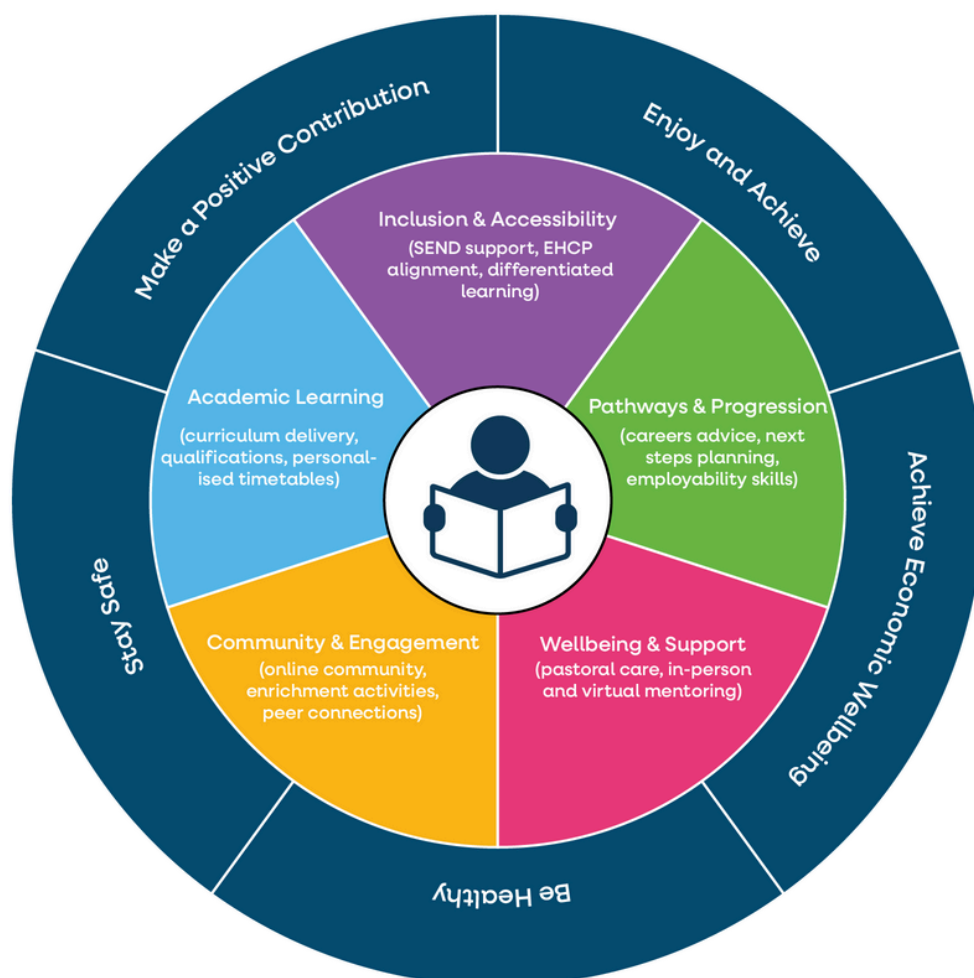 Make a Positive Contribution
Enjoy and Achieve
Inclusion & Accessibility
(SEND support, EHCP
alignment, differentiated
learning)
Academic Learning
(curriculum delivery,
qualifications, personal-
ised timetables)
Pathways & Progression
(careers advice, next
steps planning,
employability skills)
Achieve Economic Wellbeing
Stay Safe
Community & Engagement
(online community,
enrichment activities,
peer connections)
Wellbeing & Support
(pastoral care, in-person
and virtual mentoring)
Be Healthy